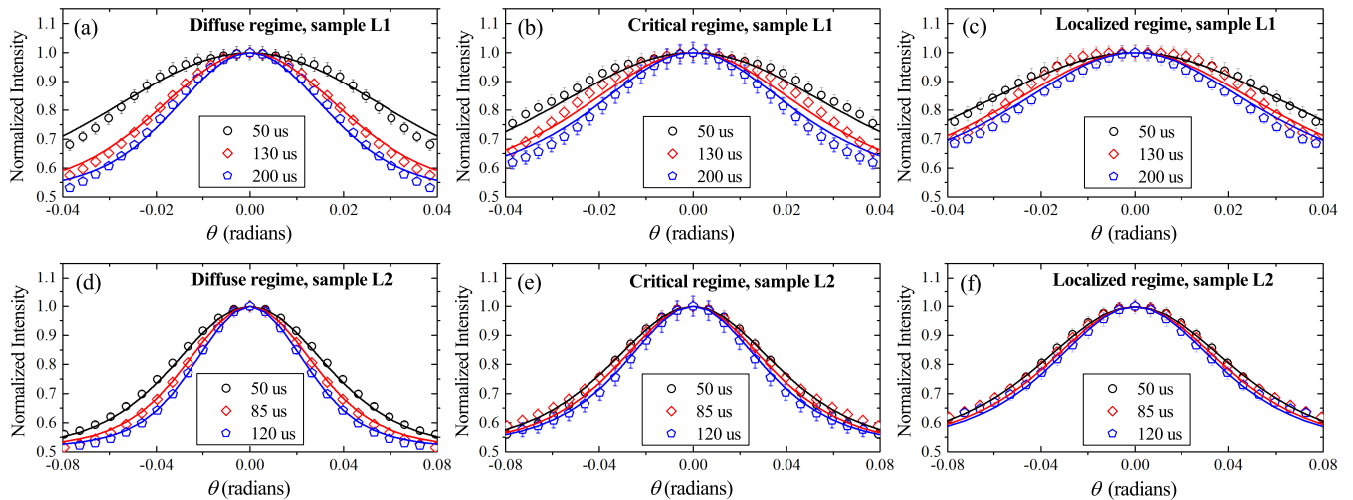 (a) Diffuse regime, sample L1
Normalized Intensity
1.1
1.0
0.9
0.8
0.7
0.6
0.5
50 us
130 us
200 us
-0.04 -0.02 0.00 0.02 0.04
θ (radians)
(b) Critical regime, sample L1
Normalized Intensity
1.1
1.0
0.9
0.8
0.7
0.6
0.5
50 us
130 us
200 us
-0.04 -0.02 0.00 0.02 0.04
θ (radians)
(c) Localized regime, sample L1
Normalized Intensity
1.1
1.0
0.9
0.8
0.7
0.6
0.5
50 us
130 us
200 us
-0.04 -0.02 0.00 0.02 0.04
θ (radians)
(d) Diffuse regime, sample L2
Normalized Intensity
1.1
1.0
0.9
0.8
0.7
0.6
0.5
50 us
85 us
120 us
-0.08 -0.04 0.00 0.04 0.08
θ (radians)
(e) Critical regime, sample L2
Normalized Intensity
1.1
1.0
0.9
0.8
0.7
0.6
0.5
50 us
85 us
120 us
-0.08 -0.04 0.00 0.04 0.08
θ (radians)
(f) Localized regime, sample L2
Normalized Intensity
1.1
1.0
0.9
0.8
0.7
0.6
0.5
50 us
85 us
120 us
-0.08 -0.04 0.00 0.04 0.08
θ (radians)